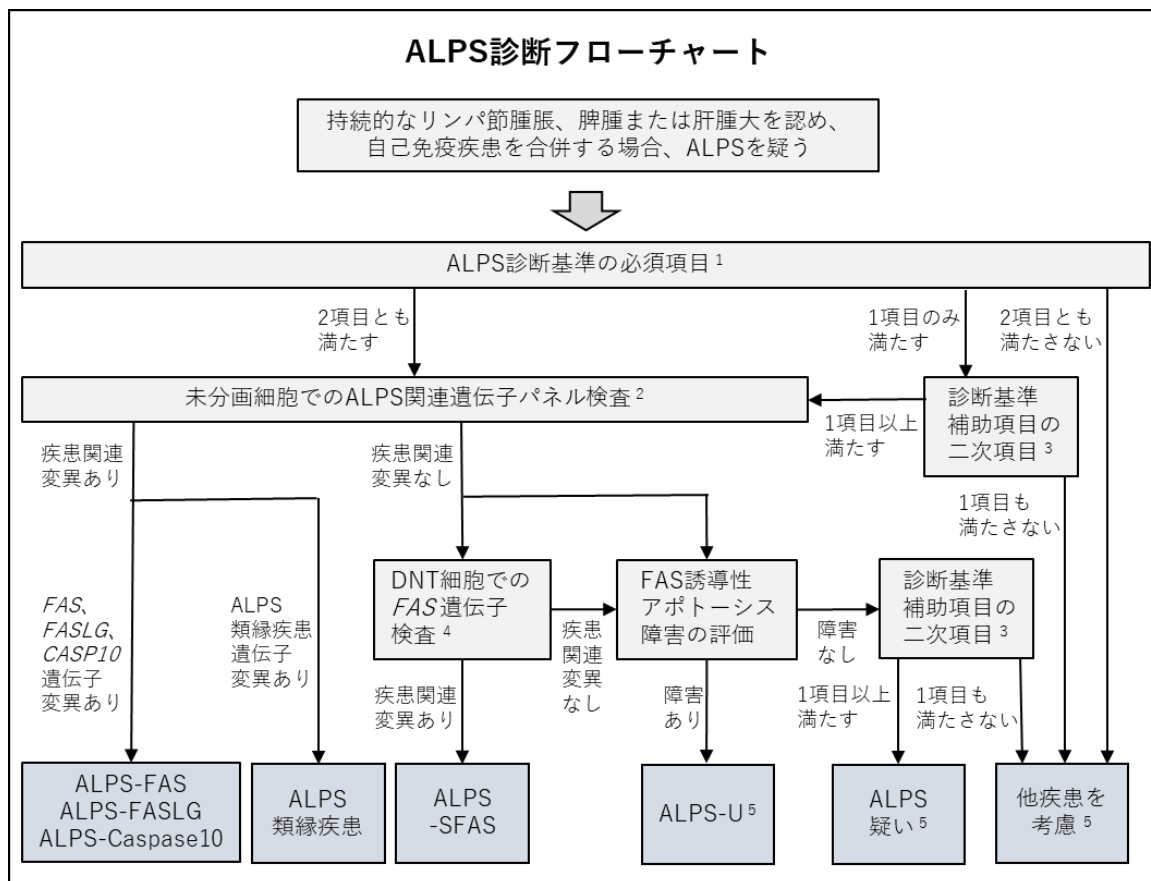 ALPS診断フローチャート
持続的なリンパ節腫脹、脾腫または肝腫大を認め、
自己免疫疾患を合併する場合、ALPSを疑う
ALPS診断基準の必須項目1
2項目とも
満たす
1項目のみ
満たす
2項目とも
満たさない
未分画細胞でのALPS関連遺伝子パネル検査2
1項目以上
満たす
診断基準
補助項目の
二次項目3
疾患関連
変異あり
疾患関連
変異なし
1項目も
満たさない
FAS、
FASLG、
CASP10
遺伝子
変異あり
ALPS
類縁疾患
遺伝子
変異あり
DNT細胞での
FAS遺伝子
検査4
疾患
関連
変異
なし
FAS誘導性
アポトーシス
障害の評価
障害
なし
診断基準
補助項目の
二次項目3
疾患関連
変異あり
障害
あり
1項目以上
満たす
1項目も
満たさない
ALPS-FAS
ALPS-FASLG
ALPS-Caspase10
ALPS
類縁疾患
ALPS
-SFAS
ALPS-U5
ALPS
疑い5
他疾患を
考慮5